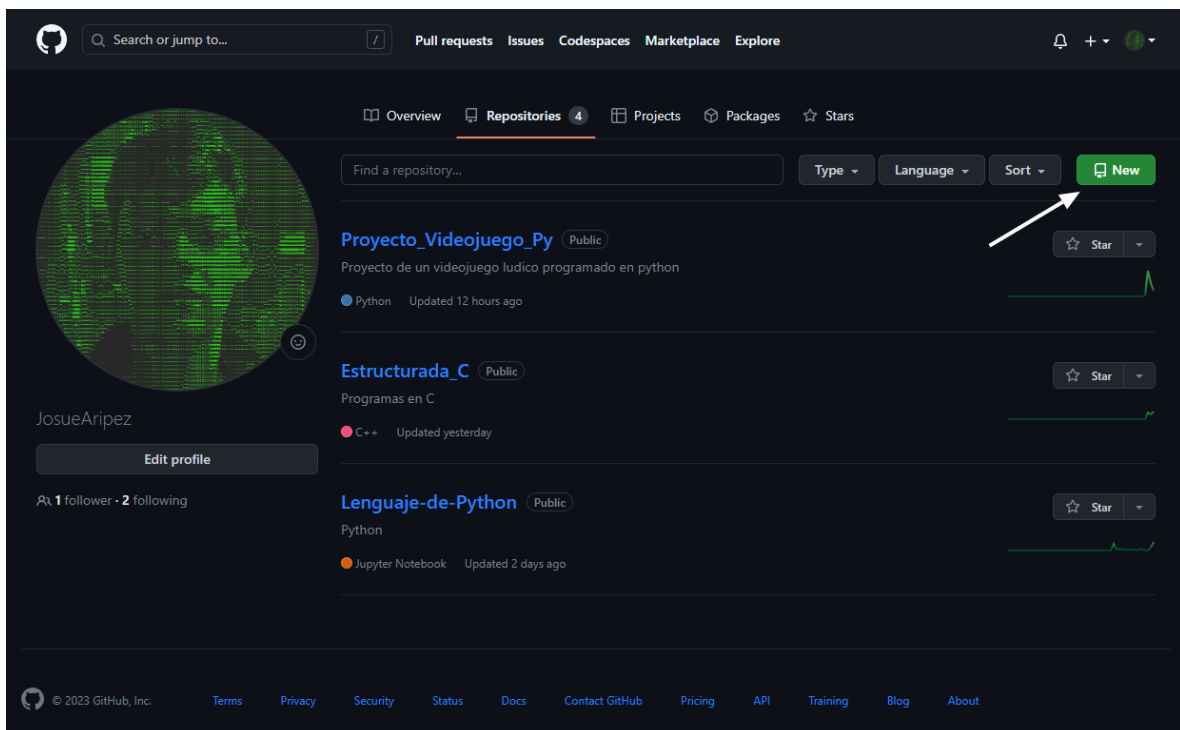 Search or jump to... / Pull requests Issues Codespaces Marketplace Explore
Overview Repositories 4 Projects Packages Stars
Find a repository... Type Language Sort New
Proyecto_Videojuego_Py Public Star
Proyecto de un videojuego ludico programado en python
Python Updated 12 hours ago
Estructurada_C Public Star
Programas en C
C++ Updated yesterday
JosueAripez
Edit profile
1 follower · 2 following
Lenguaje-de-Python Public Star
Python
Jupyter Notebook Updated 2 days ago
© 2023 GitHub, Inc. Terms Privacy Security Status Docs Contact GitHub Pricing API Training Blog About